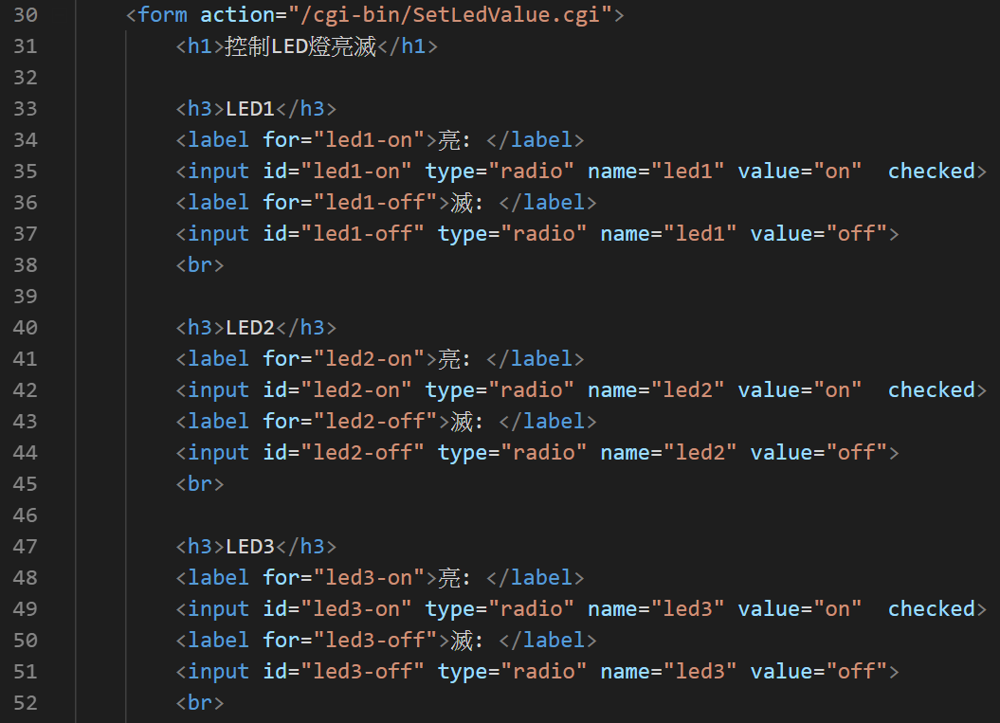 30 <form action="/cgi-bin/SetLedValue.cgi">
31 <h1>控制LED燈亮滅</h1>
32
33 <h3>LED1</h3>
34 <label for="led1-on">亮: </label>
35 <input id="led1-on" type="radio" name="led1" value="on"  checked>
36 <label for="led1-off">滅: </label>
37 <input id="led1-off" type="radio" name="led1" value="off">
38 <br>
39
40 <h3>LED2</h3>
41 <label for="led2-on">亮: </label>
42 <input id="led2-on" type="radio" name="led2" value="on"  checked>
43 <label for="led2-off">滅: </label>
44 <input id="led2-off" type="radio" name="led2" value="off">
45 <br>
46
47 <h3>LED3</h3>
48 <label for="led3-on">亮: </label>
49 <input id="led3-on" type="radio" name="led3" value="on"  checked>
50 <label for="led3-off">滅: </label>
51 <input id="led3-off" type="radio" name="led3" value="off">
52 <br>